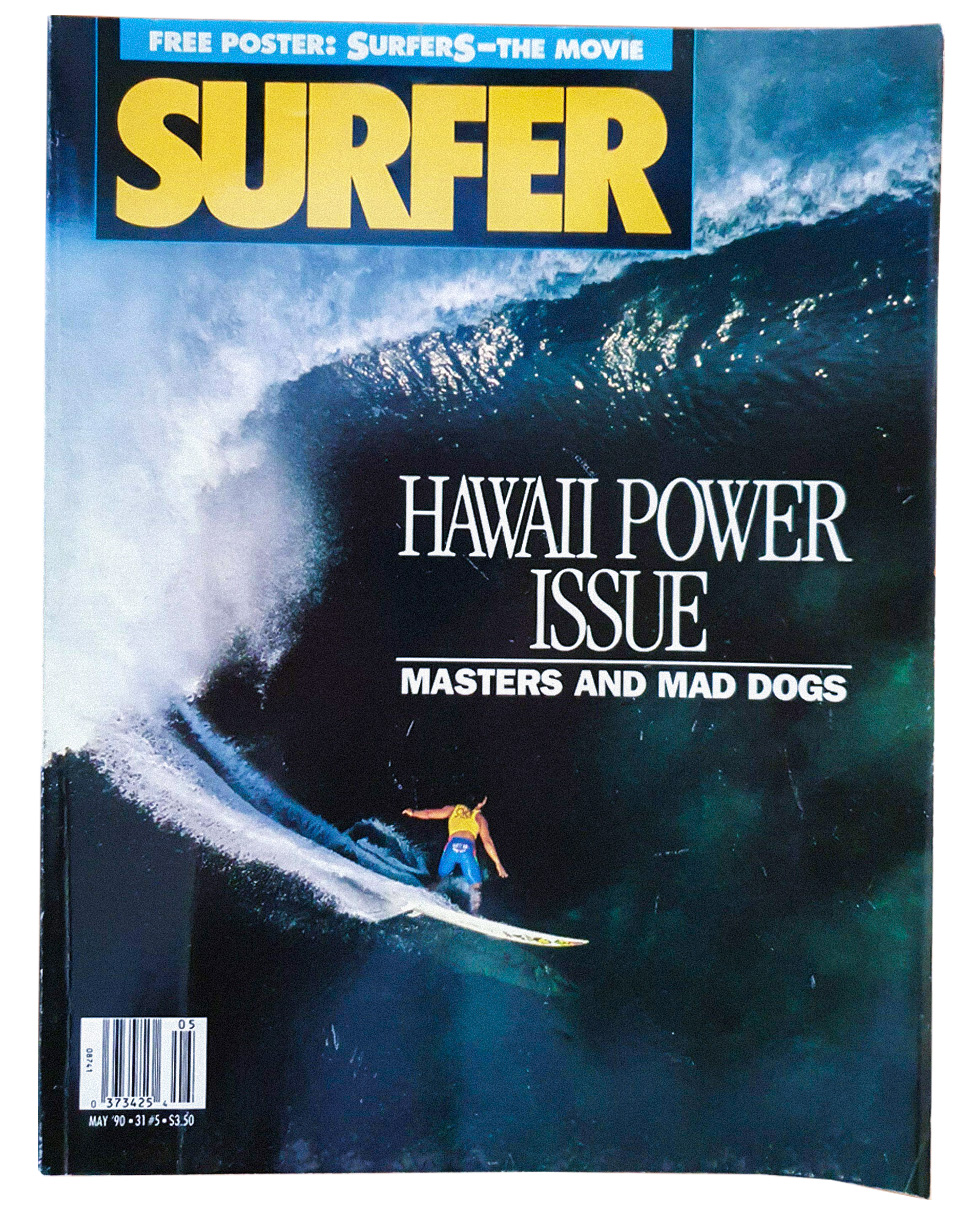 FREE POSTER: SURFERS—THE MOVIE
SURFER
HAWAII POWER
ISSUE
MASTERS AND MAD DOGS
05
08741
0 373425 4
MAY '90 • 31 #5 • $3.50